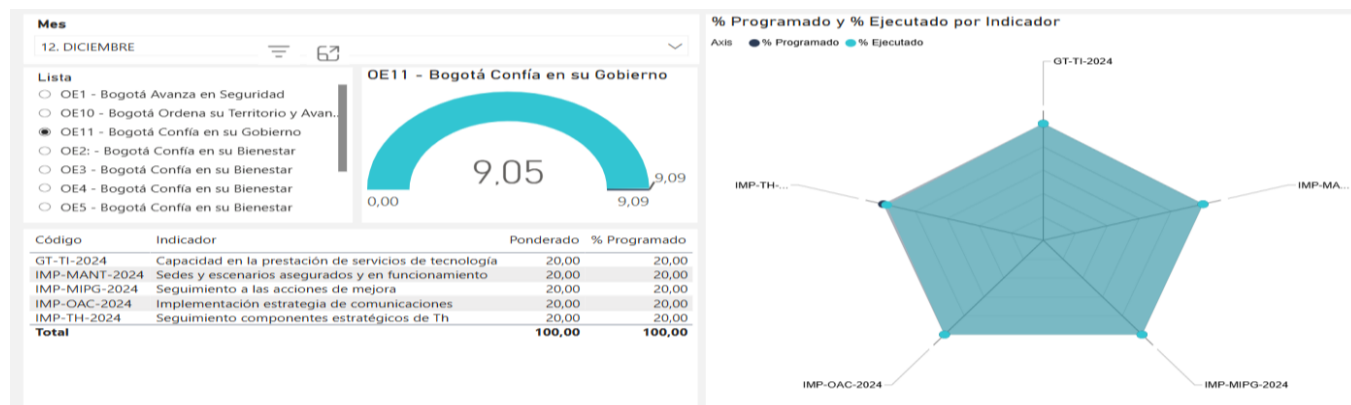 Mes
12. DICIEMBRE
Lista
OE1 - Bogotá Avanza en Seguridad
OE10 - Bogotá Ordena su Territorio y Avan...
OE11 - Bogotá Confía en su Gobierno
OE2: - Bogotá Confía en su Bienestar
OE3 - Bogotá Confía en su Bienestar
OE4 - Bogotá Confía en su Bienestar
OE5 - Bogotá Confía en su Bienestar
OE11 - Bogotá Confía en su Gobierno
9,05
9,09
0,00
9,09
Código Indicador Ponderado % Programado
GT-TI-2024 Capacidad en la prestación de servicios de tecnología 20,00 20,00
IMP-MANT-2024 Sedes y escenarios asegurados y en funcionamiento 20,00 20,00
IMP-MIPG-2024 Seguimiento a las acciones de mejora 20,00 20,00
IMP-OAC-2024 Implementación estrategia de comunicaciones 20,00 20,00
IMP-TH-2024 Seguimiento componentes estratégicos de Th 20,00 20,00
Total 100,00 100,00
% Programado y % Ejecutado por Indicador
Axis % Programado % Ejecutado
GT-TI-2024
IMP-TH-...
IMP-MA...
IMP-OAC-2024
IMP-MIPG-2024